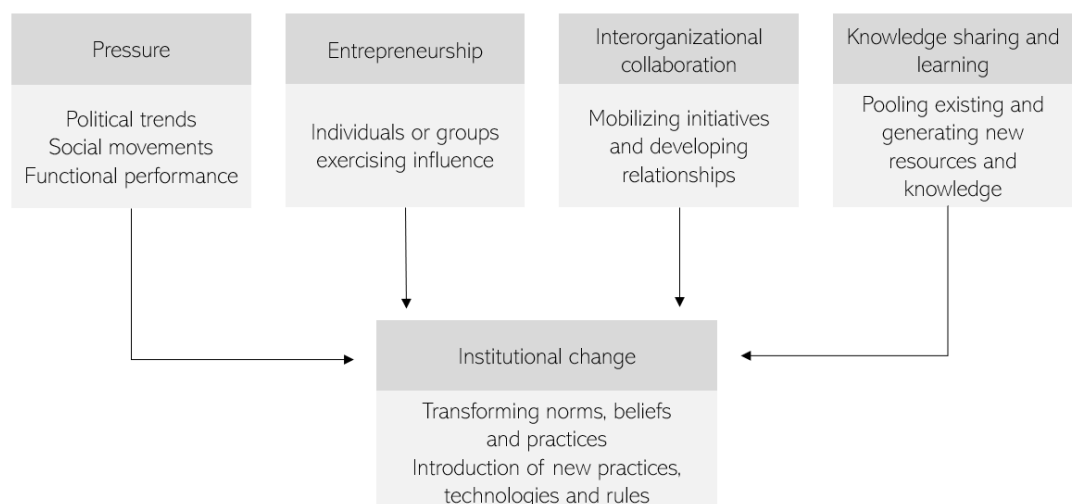 Pressure
Political trends
Social movements
Functional performance
Entrepreneurship
Individuals or groups
exercising influence
Interorganizational
collaboration
Mobilizing initiatives
and developing
relationships
Knowledge sharing and
learning
Pooling existing and
generating new
resources and
knowledge
Institutional change
Transforming norms, beliefs
and practices
Introduction of new practices,
technologies and rules